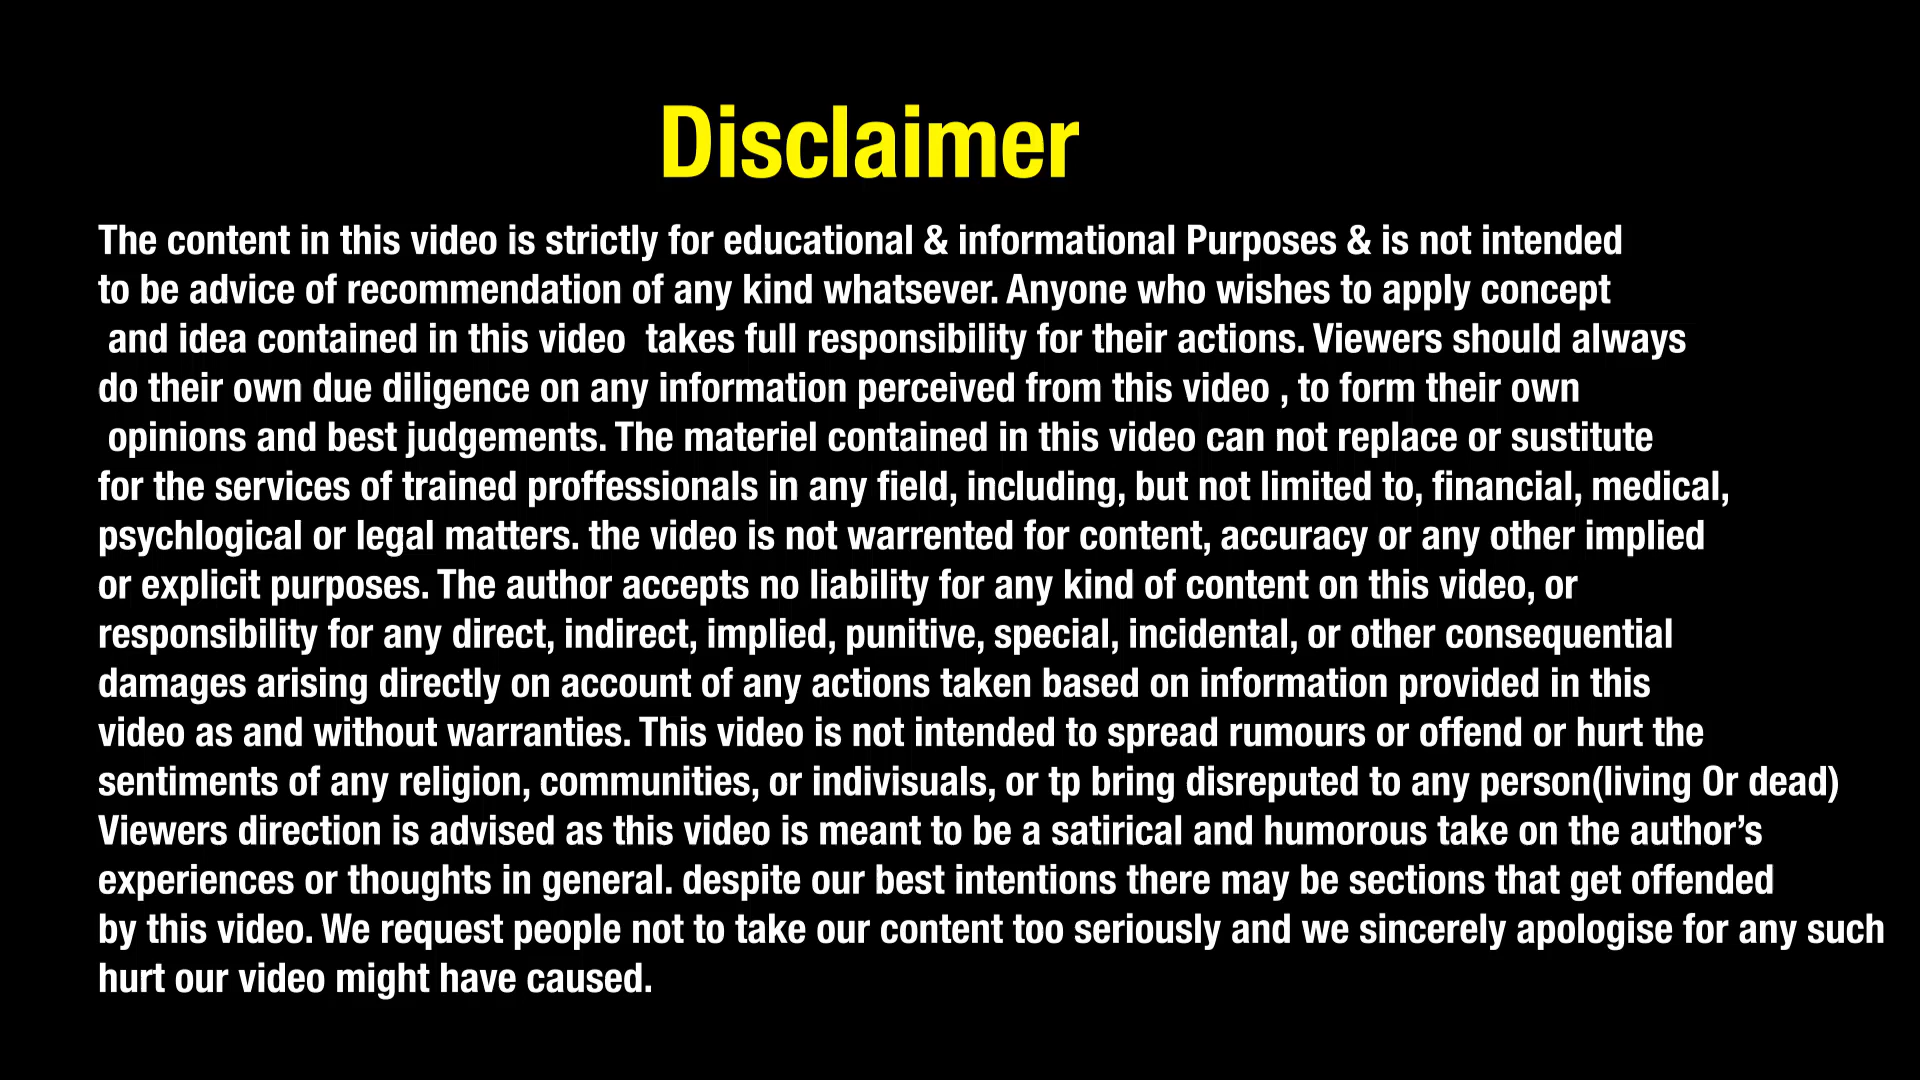 Disclaimer
The content in this video is strictly for educational & informational Purposes & is not intended
to be advice of recommendation of any kind whatsever. Anyone who wishes to apply concept
and idea contained in this video takes full responsibility for their actions. Viewers should always
do their own due diligence on any information perceived from this video , to form their own
opinions and best judgements. The materiel contained in this video can not replace or sustitute
for the services of trained proffessionals in any field, including, but not limited to, financial, medical,
psychlogical or legal matters. the video is not warrented for content, accuracy or any other implied
or explicit purposes. The author accepts no liability for any kind of content on this video, or
responsibility for any direct, indirect, implied, punitive, special, incidental, or other consequential
damages arising directly on account of any actions taken based on information provided in this
video as and without warranties. This video is not intended to spread rumours or offend or hurt the
sentiments of any religion, communities, or indivisuals, or tp bring disreputed to any person(living Or dead)
Viewers direction is advised as this video is meant to be a satirical and humorous take on the author’s
experiences or thoughts in general. despite our best intentions there may be sections that get offended
by this video. We request people not to take our content too seriously and we sincerely apologise for any such
hurt our video might have caused.